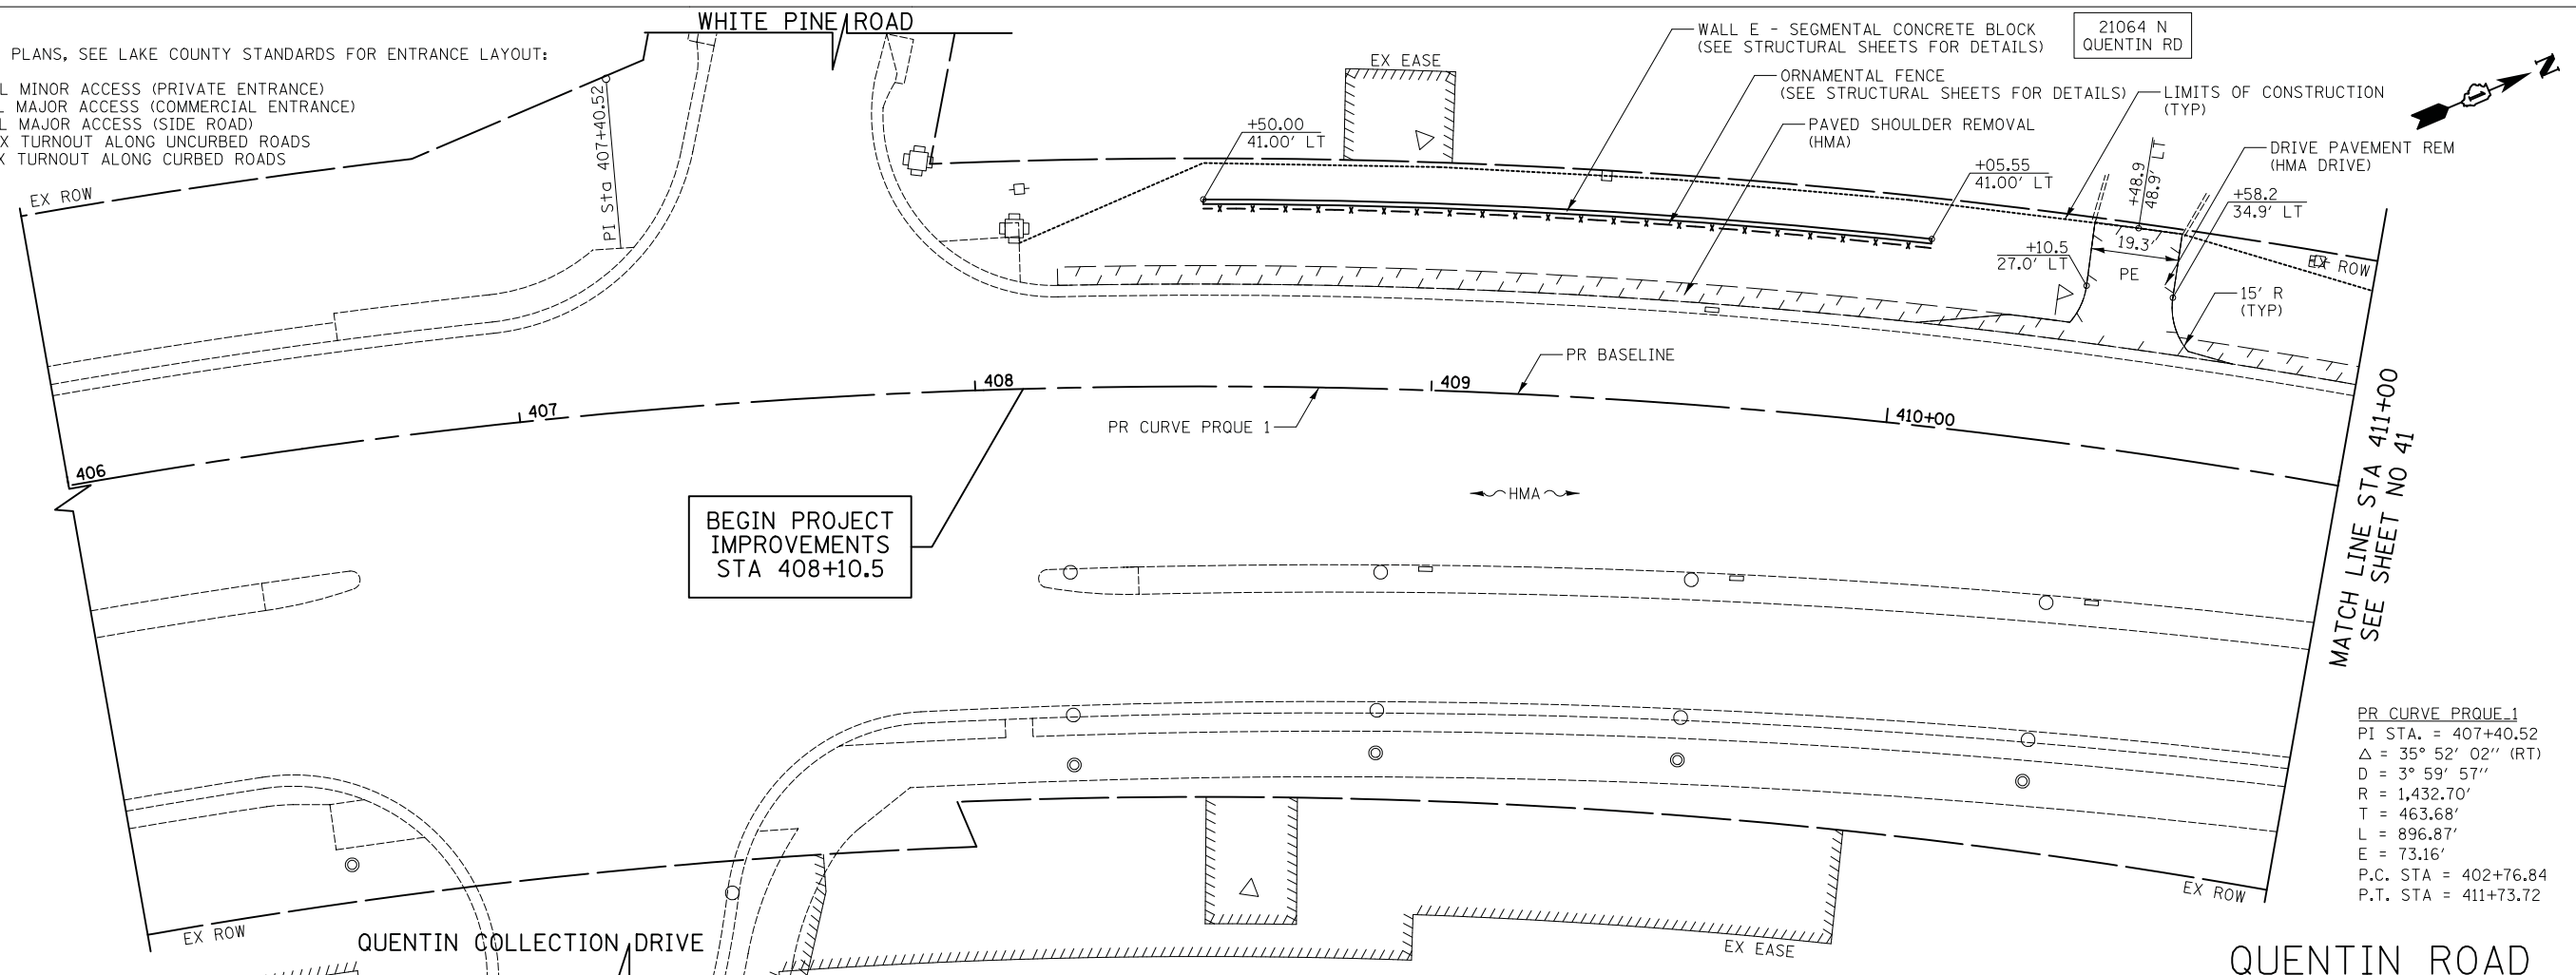 WHITE PINE ROAD
PLANS, SEE LAKE COUNTY STANDARDS FOR ENTRANCE LAYOUT:
L MINOR ACCESS (PRIVATE ENTRANCE)
L MAJOR ACCESS (COMMERCIAL ENTRANCE)
L MAJOR ACCESS (SIDE ROAD)
X TURNOUT ALONG UNCURBED ROADS
X TURNOUT ALONG CURBED ROADS
EX ROW
PI Sta 407+40.52
EX EASE
WALL E - SEGMENTAL CONCRETE BLOCK
(SEE STRUCTURAL SHEETS FOR DETAILS)
21064 N
QUENTIN RD
ORNAMENTAL FENCE
(SEE STRUCTURAL SHEETS FOR DETAILS)
LIMITS OF CONSTRUCTION
(TYP)
N
PAVED SHOULDER REMOVAL
(HMA)
+50.00
41.00' LT
+05.55
41.00' LT
+48.9
48.9' LT
DRIVE PAVEMENT REM
(HMA DRIVE)
+58.2
34.9' LT
+10.5
27.0' LT
19.3'
PE
EX ROW
15' R
(TYP)
PR BASELINE
406
407
408
409
410+00
PR CURVE PRQUE 1
BEGIN PROJECT
IMPROVEMENTS
STA 408+10.5
HMA
MATCH LINE STA 411+00
SEE SHEET NO 41
PR CURVE PRQUE_1
PI STA. = 407+40.52
△ = 35° 52' 02'' (RT)
D = 3° 59' 57''
R = 1,432.70'
T = 463.68'
L = 896.87'
E = 73.16'
P.C. STA = 402+76.84
P.T. STA = 411+73.72
EX ROW
EX ROW
QUENTIN COLLECTION DRIVE
EX EASE
QUENTIN ROAD